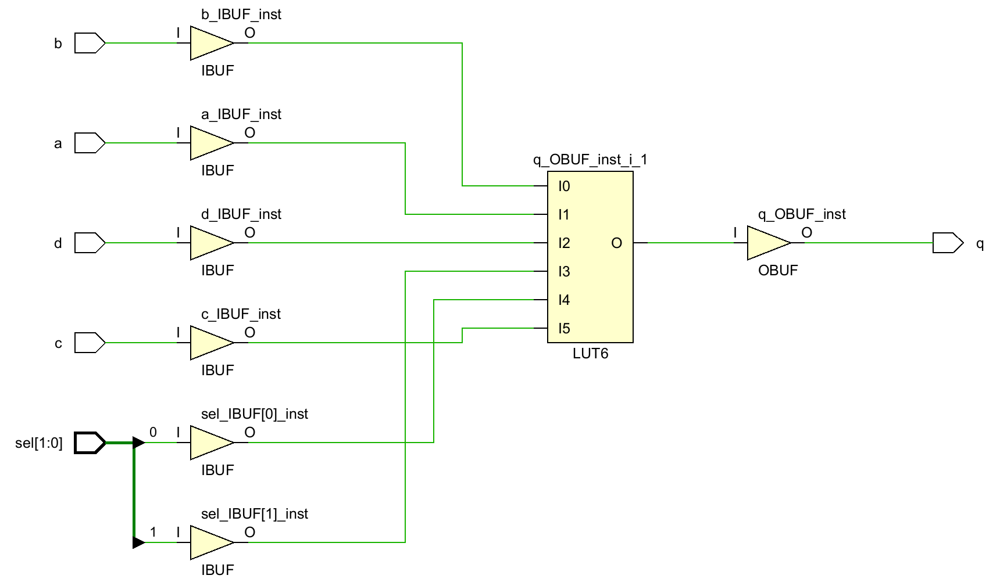 b_IBUF_inst
b
I
O
IBUF
a_IBUF_inst
a
I
O
IBUF
d_IBUF_inst
d
I
O
IBUF
c_IBUF_inst
c
I
O
IBUF
sel_IBUF[0]_inst
sel[1:0]
0
I
O
IBUF
sel_IBUF[1]_inst
1
I
O
IBUF
q_OBUF_inst_i_1
I0
I1
I2
I3
I4
I5
O
LUT6
q_OBUF_inst
I
O
OBUF
q